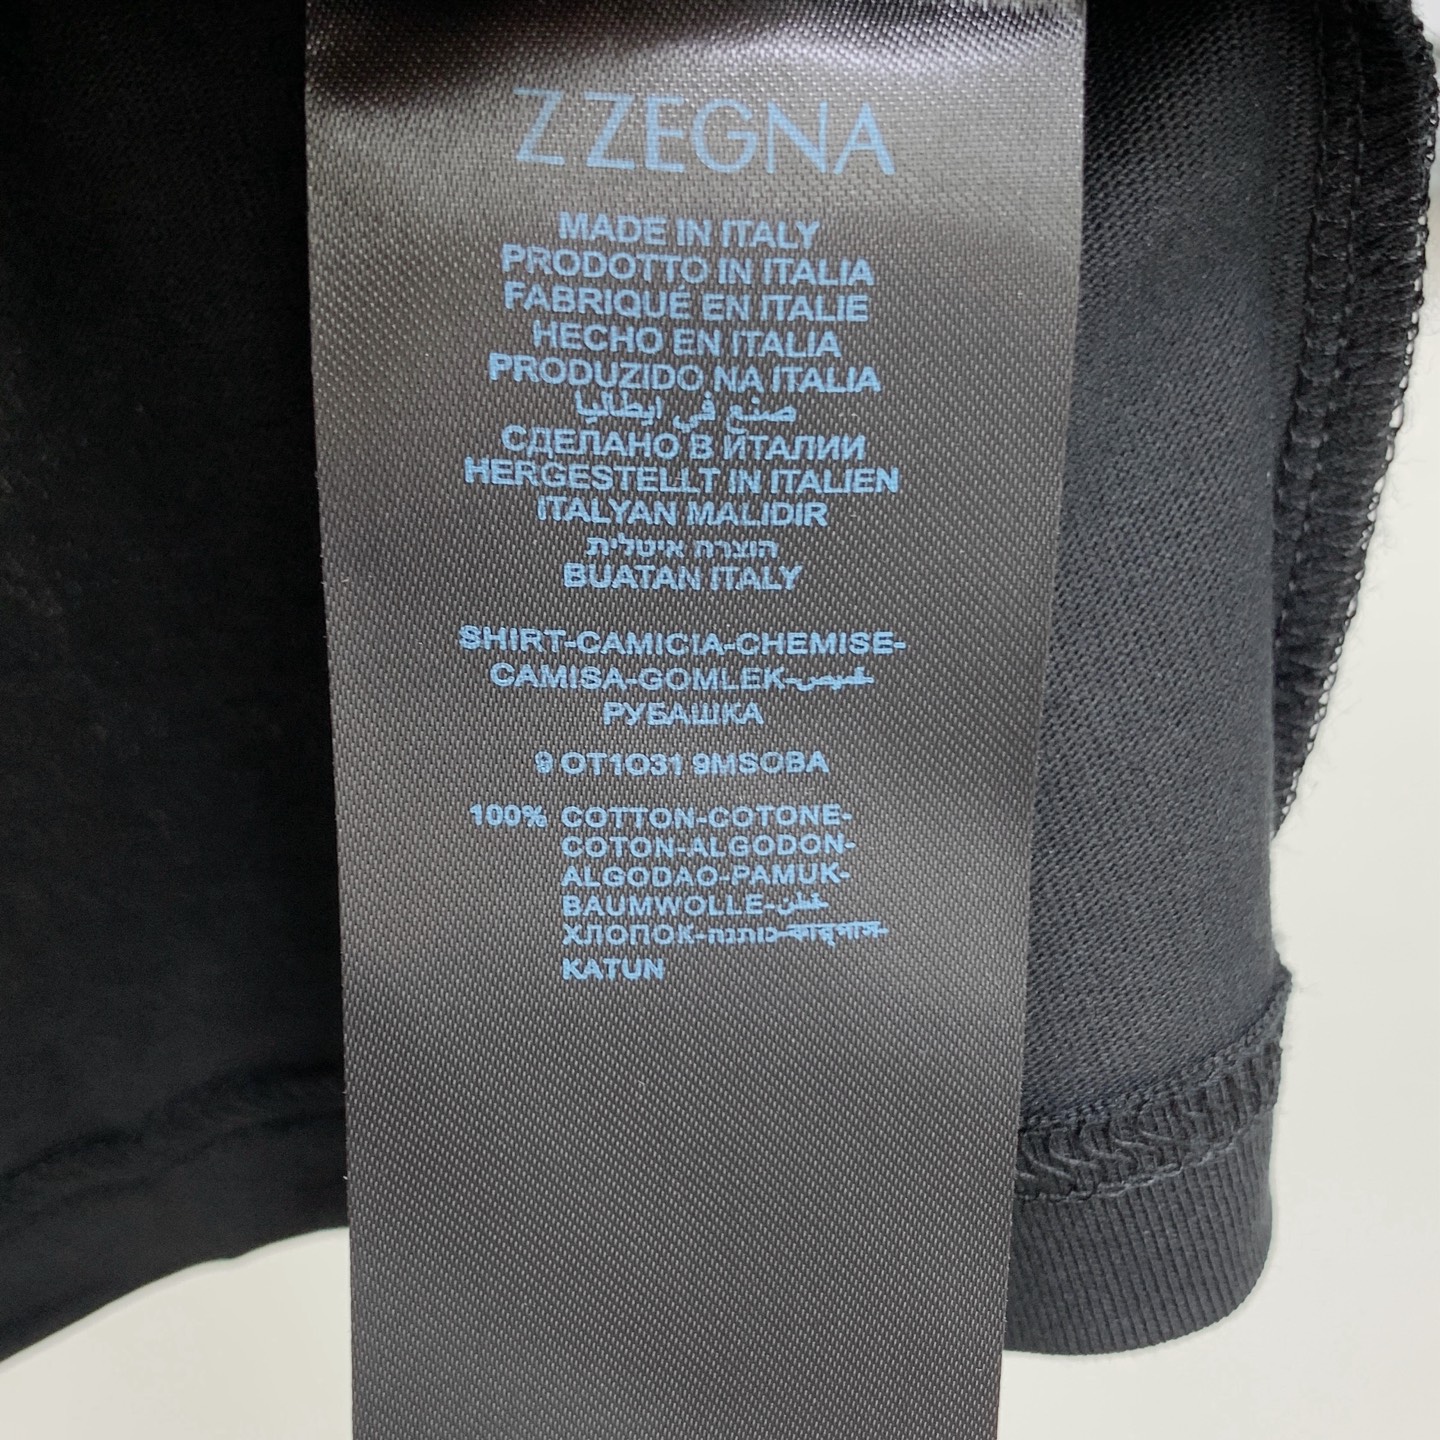 Z ZEGNA
MADE IN ITALY
PRODOTTO IN ITALIA
FABRIQUÉ EN ITALIE
HECHO EN ITALIA
PRODUZIDO NA ITALIA
صنع في ايطاليا
СДЕЛАНО В ИТАЛИИ
HERGESTELLT IN ITALIEN
ITALYAN MALIDIR
הוצרה איטלית
BUATAN ITALY
SHIRT-CAMICIA-CHEMISE-
CAMISA-GOMLEK-قميص-
РУБАШКА
9 OT1O31 9MSOBA
100% COTTON-COTONE-
COTON-ALGODON-
ALGODAO-PAMUK-
BAUMWOLLE-قطن-
ХЛОПОК-כותנה-
KATUN